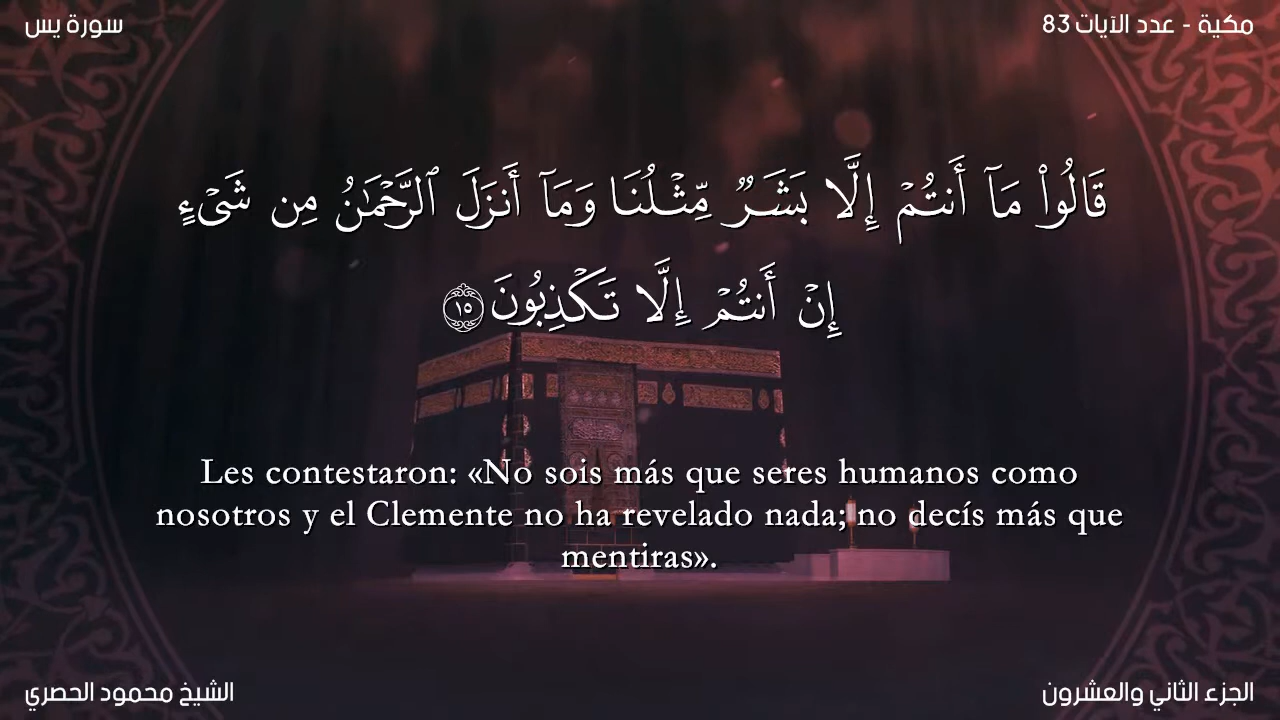 سورة يس
مكية - عدد الآيات 83
قَالُوا۟ مَآ أَنتُمْ إِلَّا بَشَرٌ مِّثْلُنَا وَمَآ أَنزَلَ ٱلرَّحْمَـٰنُ مِن شَىْءٍ
إِنْ أَنتُمْ إِلَّا تَكْذِبُونَ ١٥
Les contestaron: «No sois más que seres humanos como
nosotros y el Clemente no ha revelado nada; no decís más que
mentiras».
الشيخ محمود الحصري
الجزء الثاني والعشرون